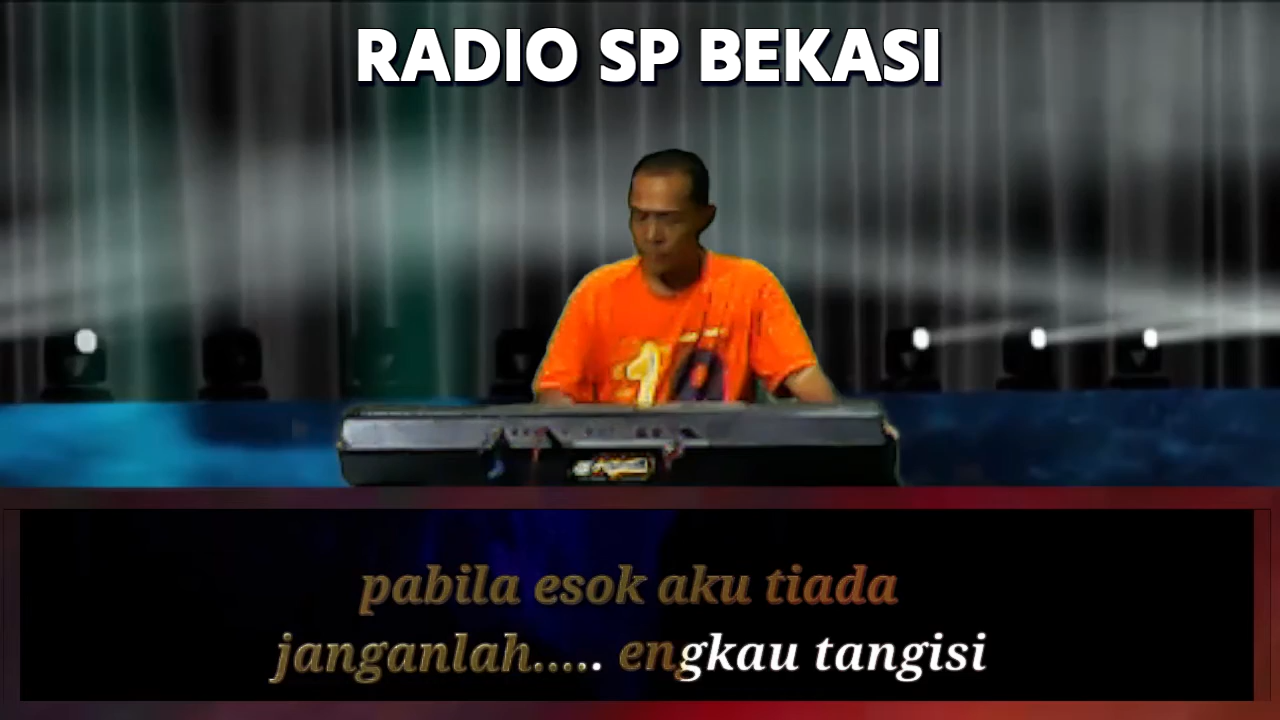 RADIO SP BEKASI
pabila esok aku tiada
janganlah..... engkau tangisi